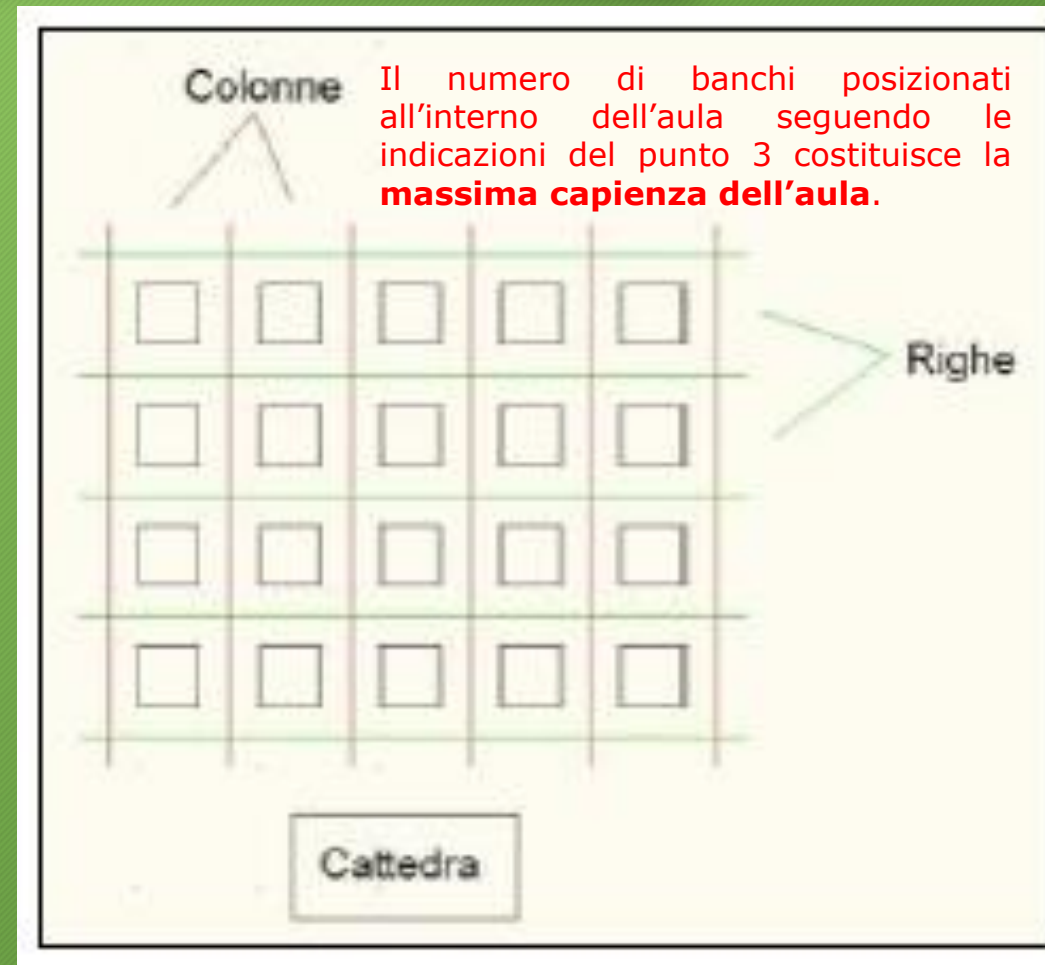 Colonne
Il numero di banchi posizionati
all’interno dell’aula seguendo le
indicazioni del punto 3 costituisce la
massima capienza dell’aula.
Righe
Cattedra